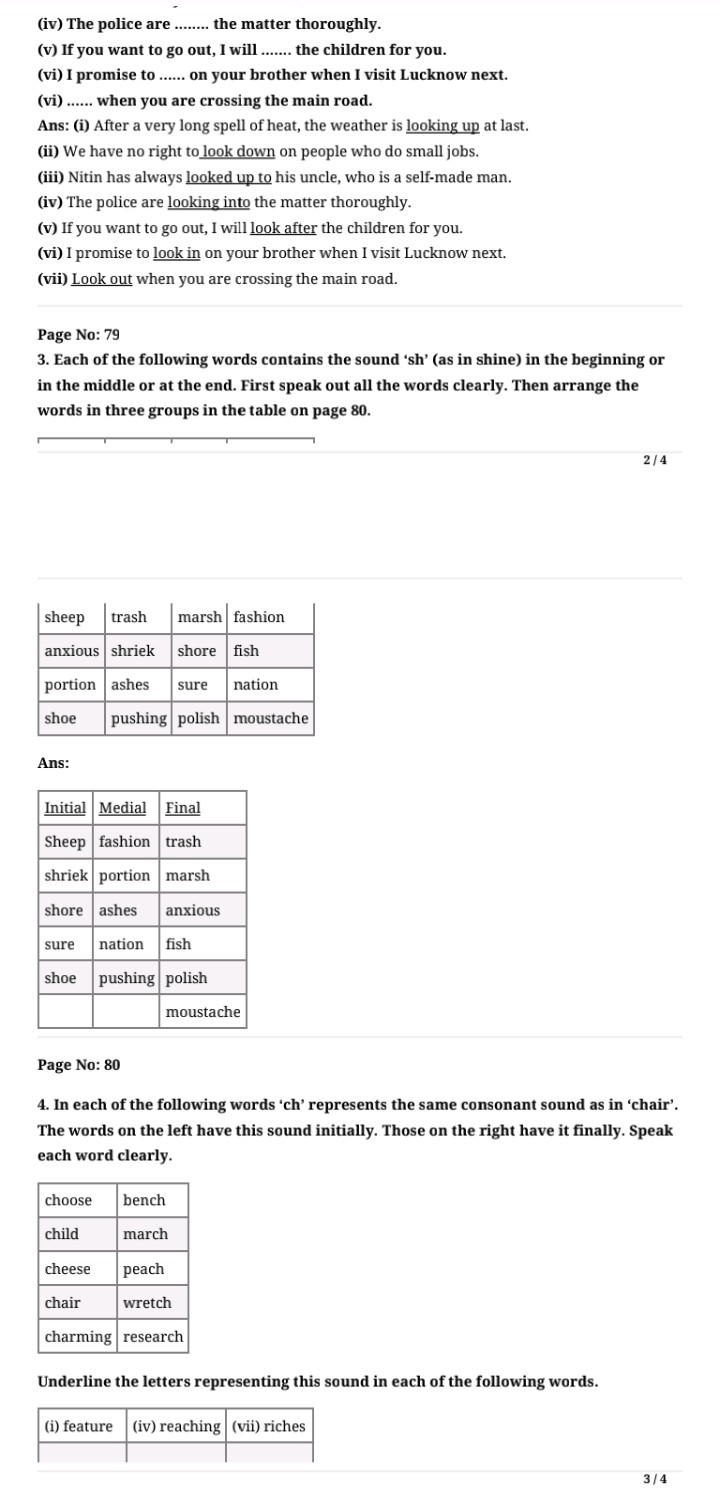 (iv) The police are ........ the matter thoroughly.
(v) If you want to go out, I will ....... the children for you.
(vi) I promise to ...... on your brother when I visit Lucknow next.
(vi) ...... when you are crossing the main road.
Ans: (i) After a very long spell of heat, the weather is looking up at last.
(ii) We have no right to look down on people who do small jobs.
(iii) Nitin has always looked up to his uncle, who is a self-made man.
(iv) The police are looking into the matter thoroughly.
(v) If you want to go out, I will look after the children for you.
(vi) I promise to look in on your brother when I visit Lucknow next.
(vii) Look out when you are crossing the main road.
Page No: 79
3. Each of the following words contains the sound ‘sh’ (as in shine) in the beginning or
in the middle or at the end. First speak out all the words clearly. Then arrange the
words in three groups in the table on page 80.
2 / 4
sheep trash marsh fashion
anxious shriek shore fish
portion ashes sure nation
shoe pushing polish moustache
Ans:
Initial Medial Final
Sheep fashion trash
shriek portion marsh
shore ashes anxious
sure nation fish
shoe pushing polish
moustache
Page No: 80
4. In each of the following words ‘ch’ represents the same consonant sound as in ‘chair’.
The words on the left have this sound initially. Those on the right have it finally. Speak
each word clearly.
choose bench
child march
cheese peach
chair wretch
charming research
Underline the letters representing this sound in each of the following words.
(i) feature (iv) reaching (vii) riches
3 / 4